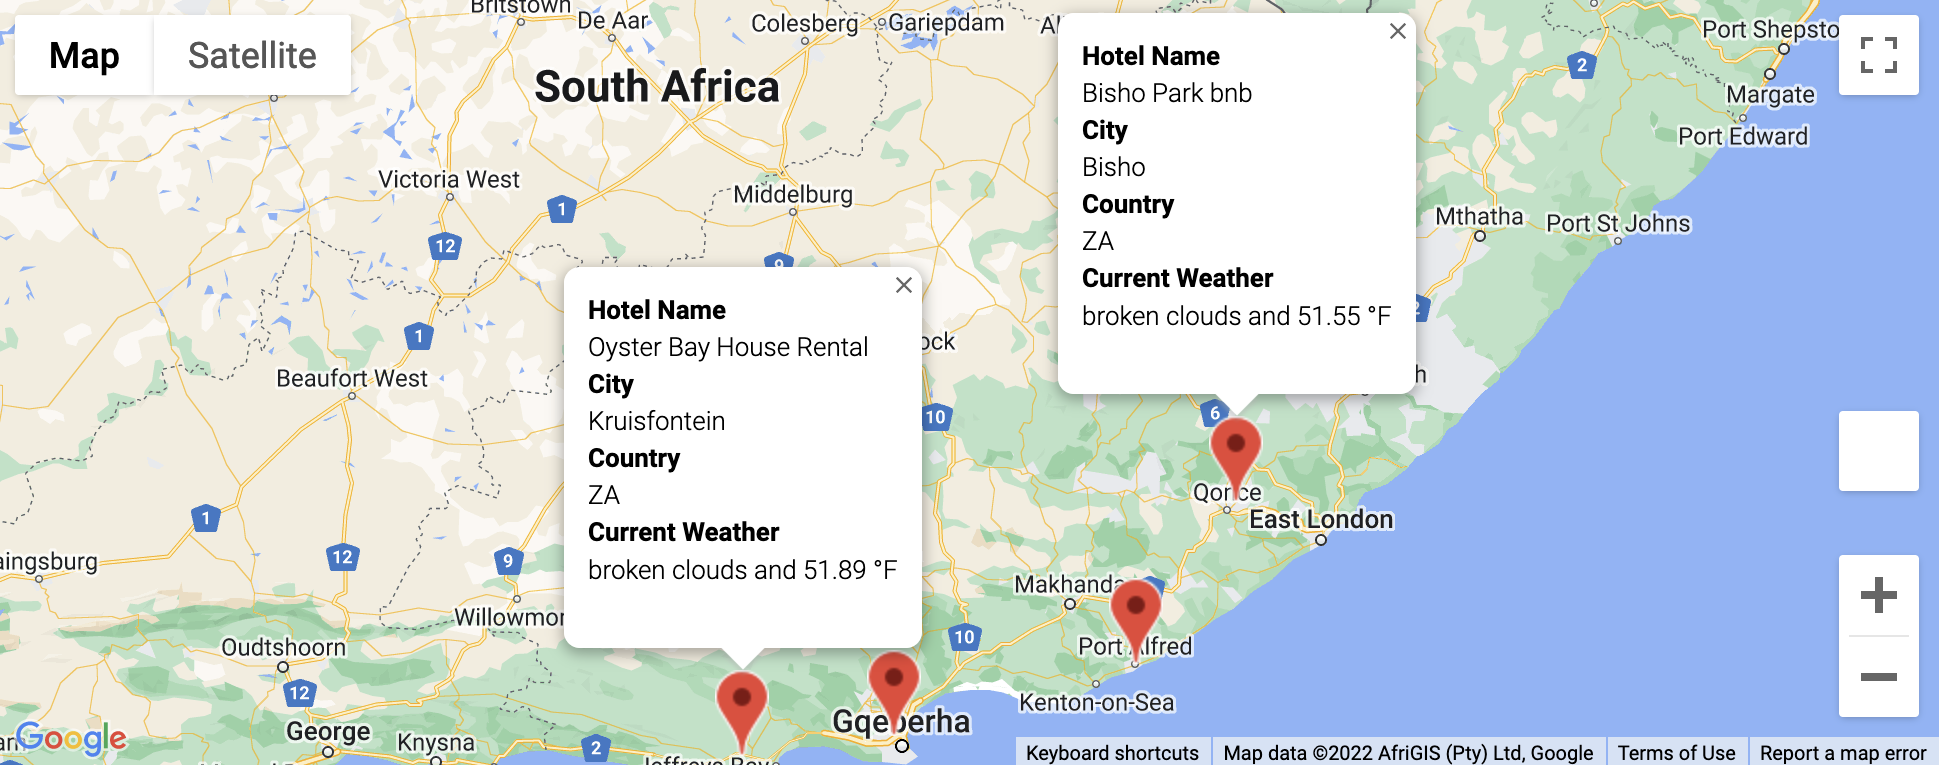 Map
Satellite
Britstown
De Aar
Colesberg
Gariepdam
Port Shepsto
Margate
Port Edward
South Africa
2
Victoria West
Middelburg
1
12
9
Mthatha
Port St Johns
Hotel Name
Bisho Park bnb
City
Bisho
Country
ZA
Current Weather
broken clouds and 51.55 °F
2
1
Beaufort West
Hotel Name
Oyster Bay House Rental
City
Kruisfontein
Country
ZA
Current Weather
broken clouds and 51.89 °F
ock
10
h
6
Qonce
East London
1
12
9
aingsburg
Makhanda
Willowmor
10
Oudtshoorn
Port Alfred
12
Kenton-on-Sea
George
Knysna
2
Gqeberha
Jeffreys Bay
Google
Keyboard shortcuts
Map data ©2022 AfriGIS (Pty) Ltd, Google
Terms of Use
Report a map error